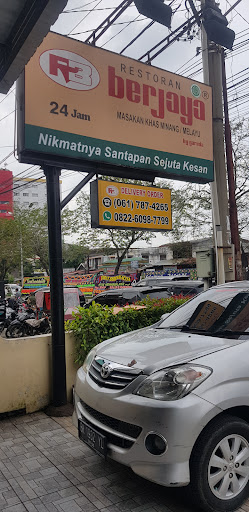 RB
RESTORAN
berjaya
24 Jam
MASAKAN KHAS MINANG - MELAYU
Nikmatnya Santapan Sejuta Kesan
DELIVERY ORDER
(061) 787-4265
0822-6098-7799